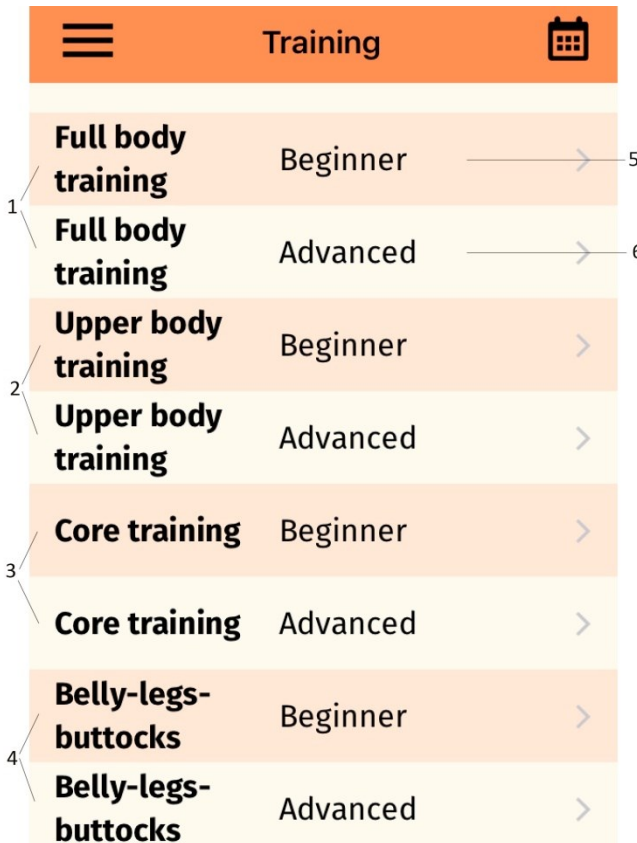 Training
Full body
training
Beginner
5
1
Full body
training
Advanced
6
Upper body
training
Beginner
2
Upper body
training
Advanced
Core training
Beginner
3
Core training
Advanced
Belly-legs-
buttocks
Beginner
4
Belly-legs-
buttocks
Advanced